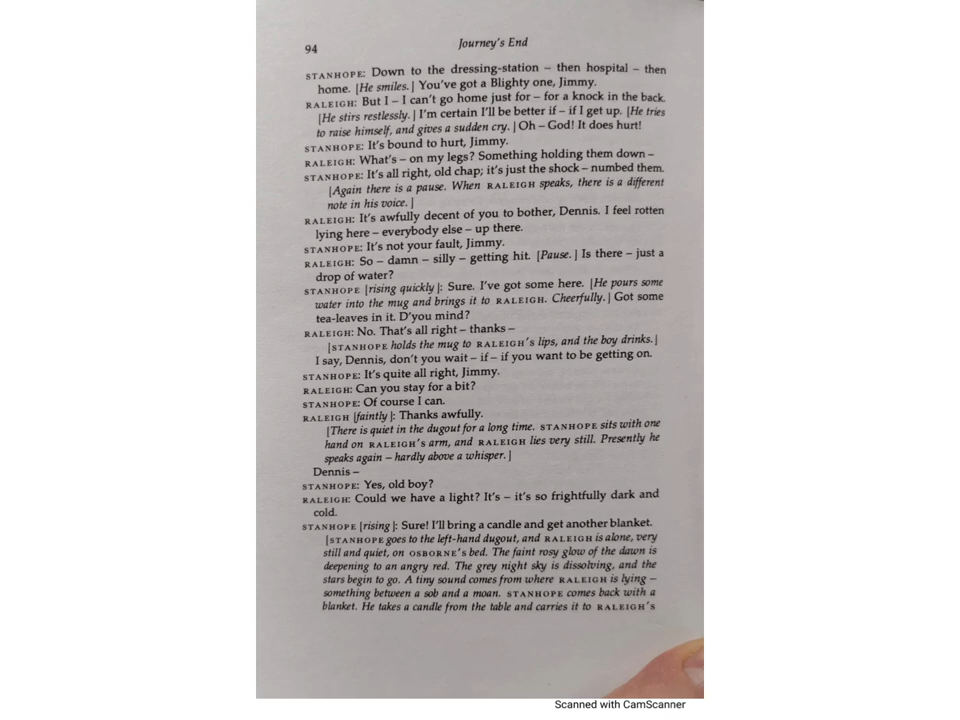 94
Journey's End
STANHOPE: Down to the dressing-station – then hospital – then
home. [He smiles.] You've got a Blighty one, Jimmy.
RALEIGH: But I – I can't go home just for – for a knock in the back.
[He stirs restlessly.] I'm certain I'll be better if – if I get up. [He tries
to raise himself, and gives a sudden cry.] Oh – God! It does hurt!
STANHOPE: It's bound to hurt, Jimmy.
RALEIGH: What's – on my legs? Something holding them down –
STANHOPE: It's all right, old chap; it's just the shock – numbed them.
[Again there is a pause. When RALEIGH speaks, there is a different
note in his voice.]
RALEIGH: It's awfully decent of you to bother, Dennis. I feel rotten
lying here – everybody else – up there.
STANHOPE: It's not your fault, Jimmy.
RALEIGH: So – damn – silly – getting hit. [Pause.] Is there – just a
drop of water?
STANHOPE [rising quickly]: Sure. I've got some here. [He pours some
water into the mug and brings it to RALEIGH. Cheerfully.] Got some
tea-leaves in it. D'you mind?
RALEIGH: No. That's all right – thanks –
[STANHOPE holds the mug to RALEIGH'S lips, and the boy drinks.]
I say, Dennis, don't you wait – if – if you want to be getting on.
STANHOPE: It's quite all right, Jimmy.
RALEIGH: Can you stay for a bit?
STANHOPE: Of course I can.
RALEIGH [faintly]: Thanks awfully.
[There is quiet in the dugout for a long time. STANHOPE sits with one
hand on RALEIGH'S arm, and RALEIGH lies very still. Presently he
speaks again – hardly above a whisper.]
Dennis –
STANHOPE: Yes, old boy?
RALEIGH: Could we have a light? It's – it's so frightfully dark and
cold.
STANHOPE [rising]: Sure! I'll bring a candle and get another blanket.
[STANHOPE goes to the left-hand dugout, and RALEIGH is alone, very
still and quiet, on OSBORNE'S bed. The faint rosy glow of the dawn is
deepening to an angry red. The grey night sky is dissolving, and the
stars begin to go. A tiny sound comes from where RALEIGH is lying –
something between a sob and a moan. STANHOPE comes back with a
blanket. He takes a candle from the table and carries it to RALEIGH'S
Scanned with CamScanner